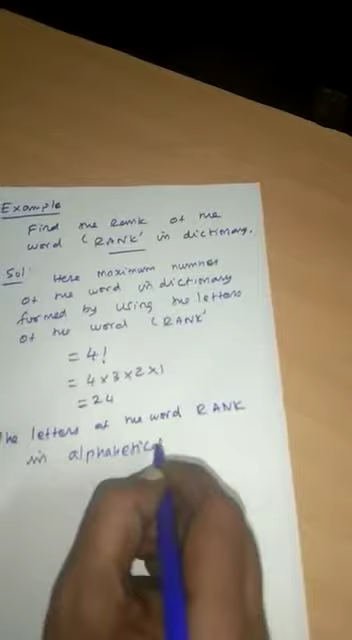 Example
Find the Rank of the
word 'RANK' in dictionary.
Sol: Here maximum number
of the word in dictionary
formed by using the letters
of the word 'RANK'
= 4!
= 4×3×2×1
= 24
The letters of the word RANK
in alphabetical